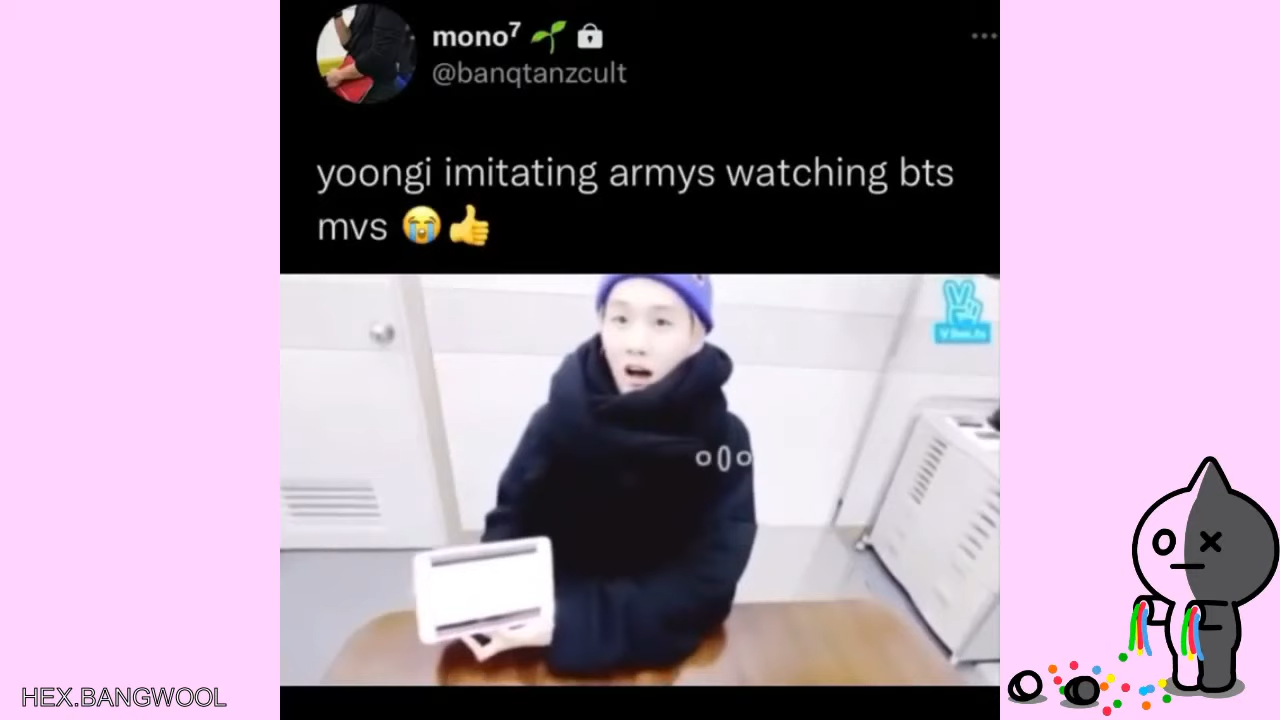 mono⁷ 🌱 🔒
@banqtanzcult
yoongi imitating armys watching bts
mvs 😭👍
HEX.BANGWOOL